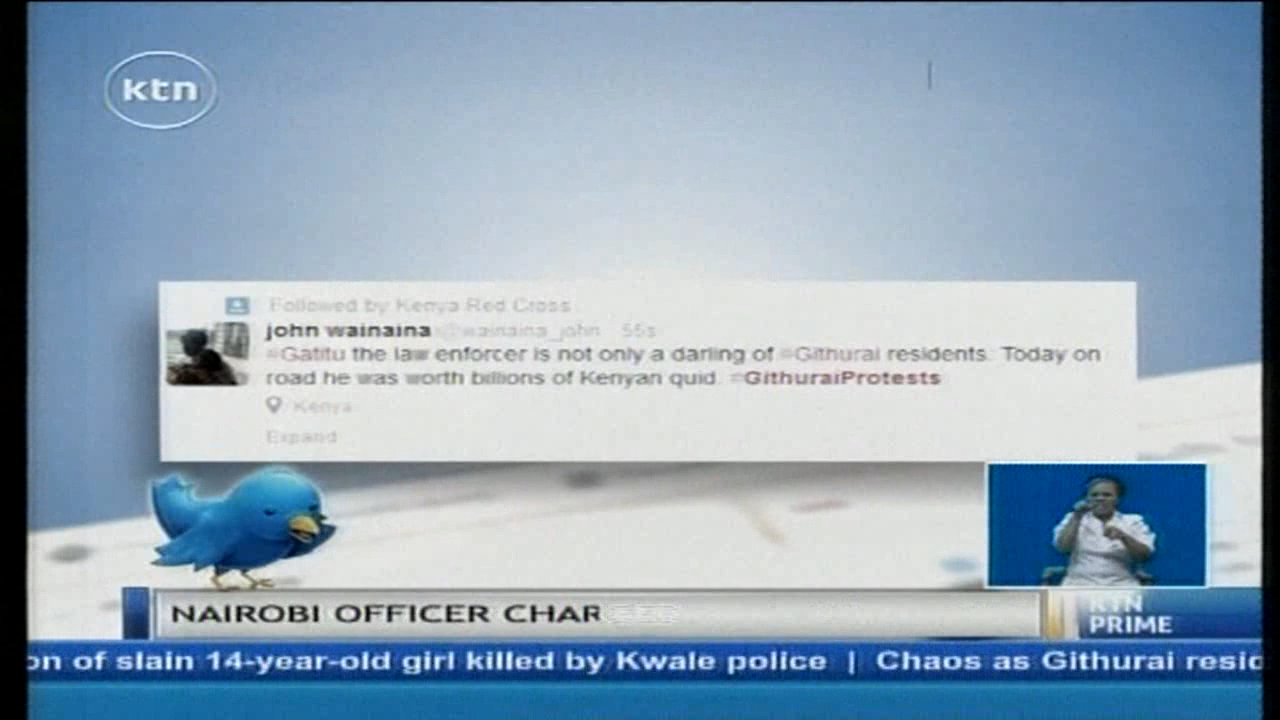 ktn
Followed by Kenya Red Cross
john wainaina @wainaina_john 55s
#Gatitu the law enforcer is not only a darling of #Githurai residents. Today on
road he was worth billions of Kenyan quid. #GithuraiProtests
Kenya
Expand
NAIROBI OFFICER CHARGED
KTN
PRIME
on of slain 14-year-old girl killed by Kwale police | Chaos as Githurai resid